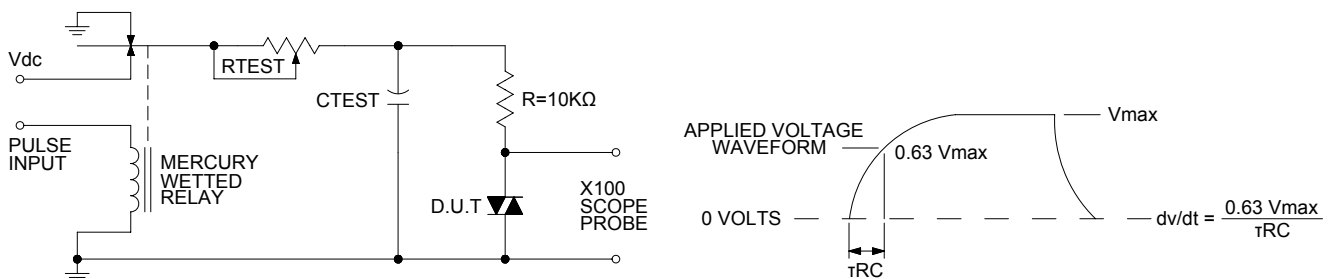 Vdc
RTEST
CTEST
R=10KΩ
PULSE
INPUT
MERCURY
WETTED
RELAY
D.U.T
X100
SCOPE
PROBE
APPLIED VOLTAGE
WAVEFORM
Vmax
0.63 Vmax
0 VOLTS
dv/dt = 0.63 Vmax
τRC
τRC